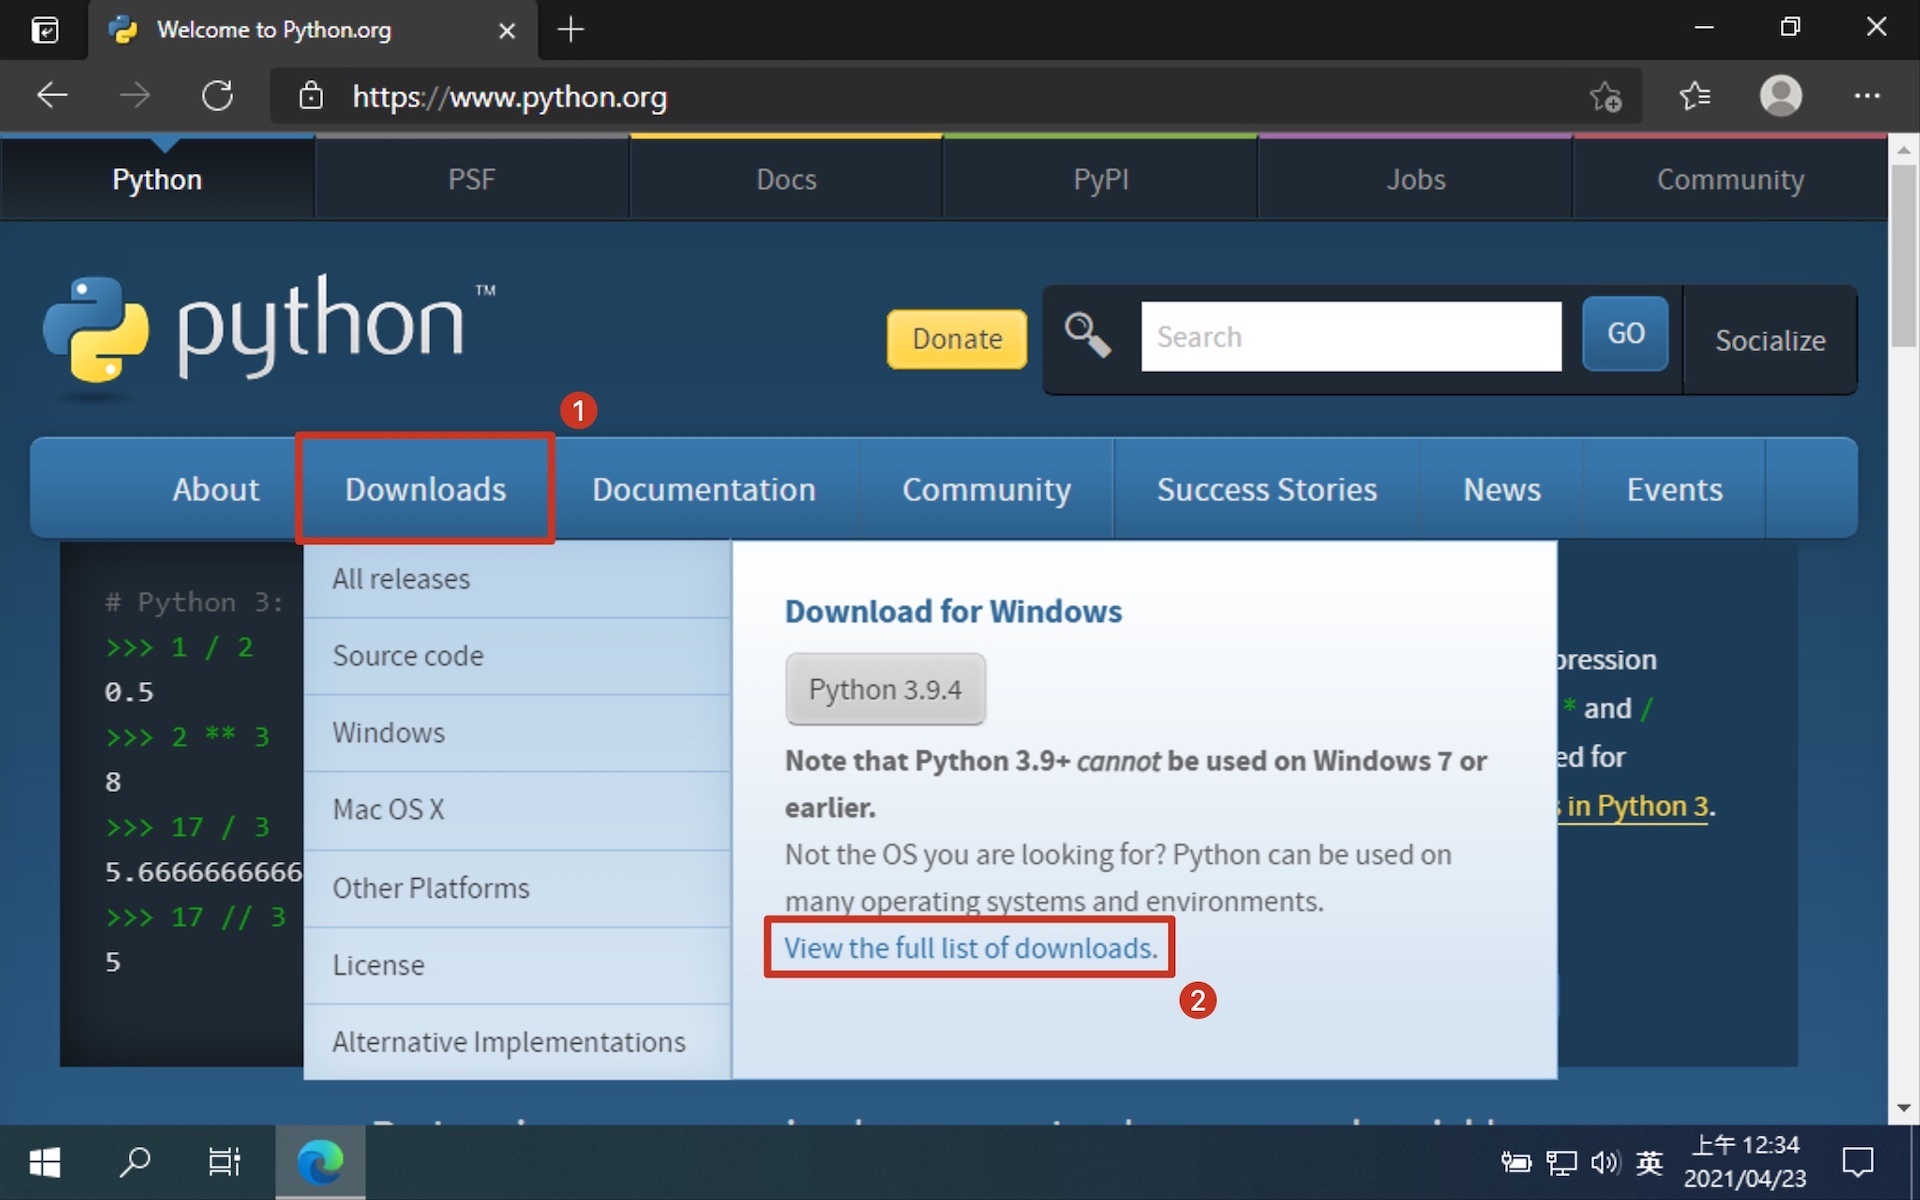 Welcome to Python.org
https://www.python.org
Python
PSF
Docs
PyPI
Jobs
Community
python™
Donate
Search
GO
Socialize
1
About
Downloads
Documentation
Community
Success Stories
News
Events
# Python 3:
>>> 1 / 2
0.5
>>> 2 ** 3
8
>>> 17 / 3
5.6666666666
>>> 17 // 3
5
All releases
Source code
Windows
Mac OS X
Other Platforms
License
Alternative Implementations
Download for Windows
Python 3.9.4
Note that Python 3.9+ cannot be used on Windows 7 or
earlier.
Not the OS you are looking for? Python can be used on
many operating systems and environments.
View the full list of downloads.
2
pression
* and /
ed for
in Python 3.
英
上午 12:34
2021/04/23